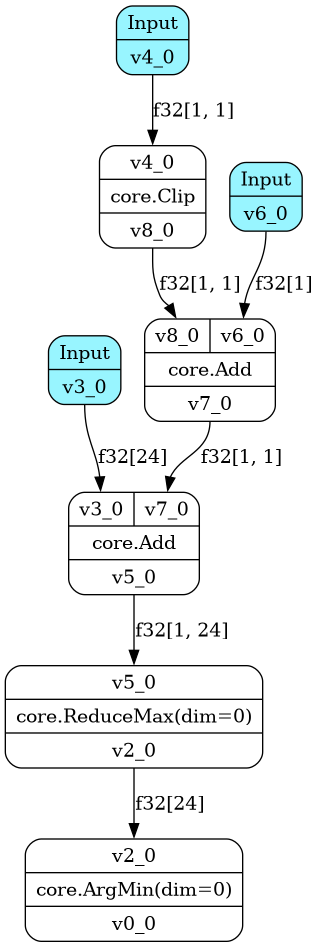 Input
v4_0
f32[1, 1]
v4_0
core.Clip
v8_0
Input
v6_0
f32[1, 1]
f32[1]
v8_0 v6_0
core.Add
v7_0
Input
v3_0
f32[24]
f32[1, 1]
v3_0 v7_0
core.Add
v5_0
f32[1, 24]
v5_0
core.ReduceMax(dim=0)
v2_0
f32[24]
v2_0
core.ArgMin(dim=0)
v0_0